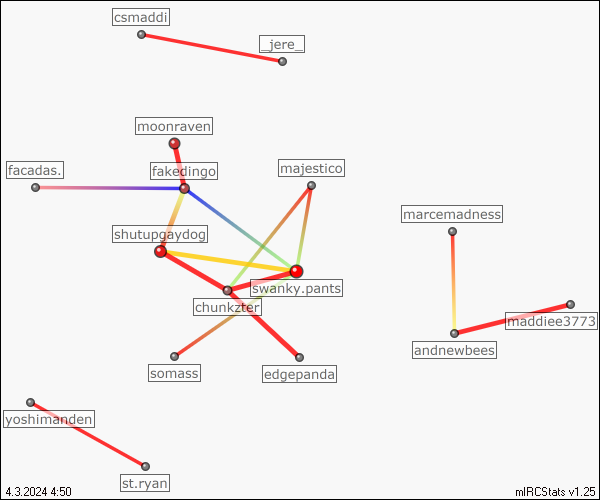 csmaddi
_jere_
moonraven
facadas.
fakedingo
majestico
marcemadness
shutupgaydog
swanky.pants
chunkzter
maddiee3773
andnewbees
somass
edgepanda
yoshimanden
st.ryan
4.3.2024 4:50
mIRCStats v1.25